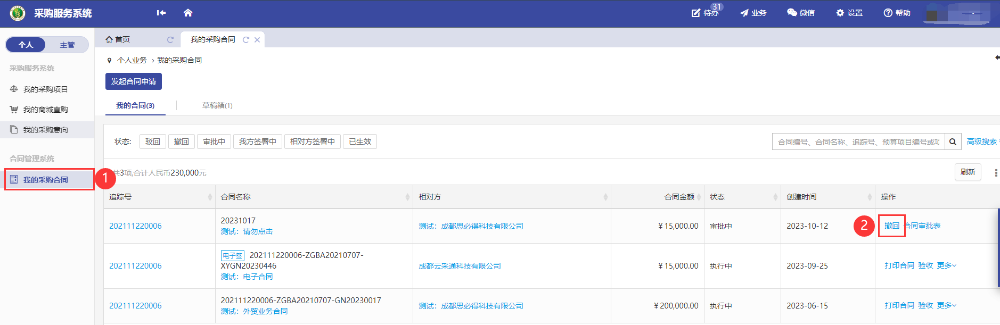 采购服务系统
31
待办
业务
微信
设置
帮助
个人
主管
采购服务系统
我的采购项目
我的商城直购
我的采购意向
合同管理系统
我的采购合同
1
首页
我的采购合同
个人业务 › 我的采购合同
发起合同申请
我的合同(3)
草稿箱(1)
状态:
驳回
撤回
审批中
我方签署中
相对方签署中
已生效
合同编号、合同名称、追踪号、预算项目编号或项
高级搜索
共3项,合计人民币230,000元
刷新
追踪号 合同名称 相对方 合同金额 状态 创建时间 操作
202111220006
20231017
测试：请勿点击
测试：成都思必得科技有限公司
¥15,000.00
审批中
2023-10-12
2
撤回 合同审批表
202111220006
电子签 202111220006-ZGBA20210707-
XYGN20230446
测试：电子合同
成都云采通科技有限公司
¥15,000.00
执行中
2023-09-25
打印合同 验收 更多
202111220006
202111220006-ZGBA20210707-GN20230017
测试：外贸业务合同
测试：成都思必得科技有限公司
¥200,000.00
执行中
2023-06-15
打印合同 验收 更多